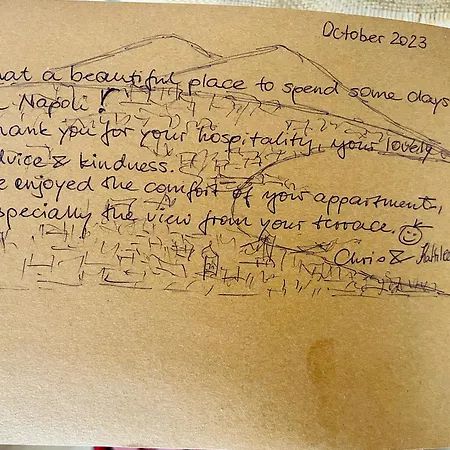 October 2023
hat a beautiful place to spend some days
Napoli!
hank you for your hospitality, your lovely
dvice & kindness.
e enjoyed the comfort of your appartment,
specially the view from your terrace.
Chris &